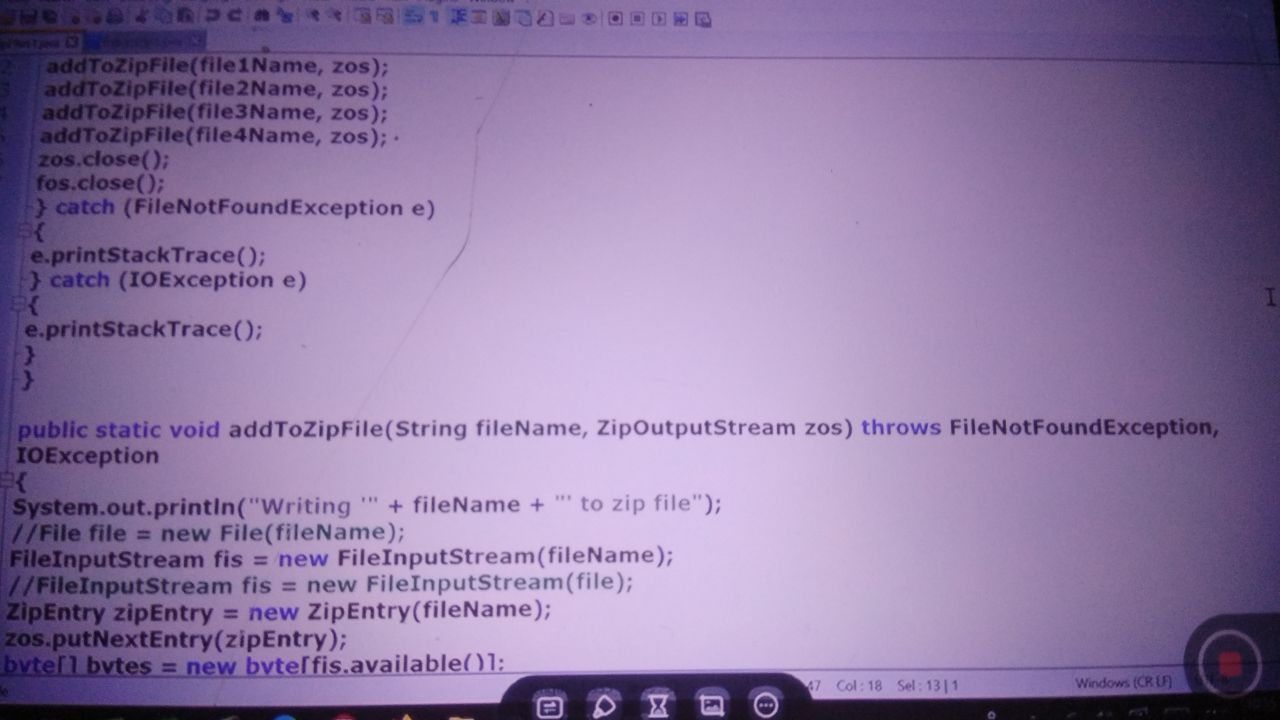 addToZipFile(file1Name, zos);
addToZipFile(file2Name, zos);
addToZipFile(file3Name, zos);
addToZipFile(file4Name, zos);
zos.close();
fos.close();
} catch (FileNotFoundException e)
{
e.printStackTrace();
} catch (IOException e)
{
e.printStackTrace();
}
}
public static void addToZipFile(String fileName, ZipOutputStream zos) throws FileNotFoundException,
IOException
{
System.out.println("Writing '" + fileName + "' to zip file");
//File file = new File(fileName);
FileInputStream fis = new FileInputStream(fileName);
//FileInputStream fis = new FileInputStream(file);
ZipEntry zipEntry = new ZipEntry(fileName);
zos.putNextEntry(zipEntry);
byte[] bytes = new byte[fis.available()];
47 Col : 18 Sel : 13 | 1 Windows (CR LF)